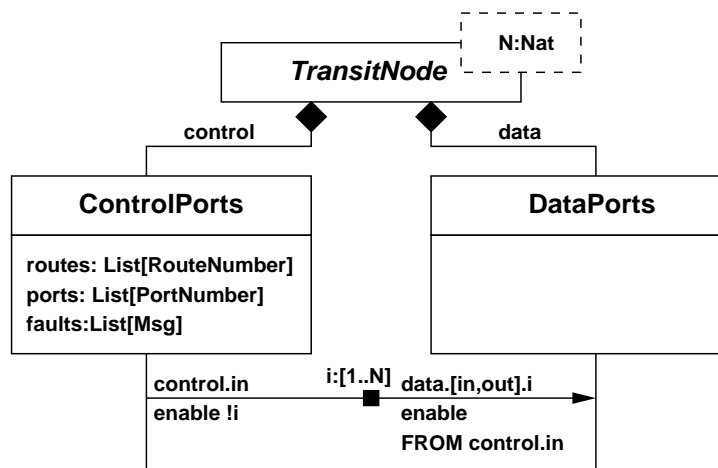 N:Nat
TransitNode
control
data
ControlPorts
routes: List[RouteNumber]
ports: List[PortNumber]
faults:List[Msg]
DataPorts
control.in
enable !i
i:[1..N]
data.[in,out].i
enable
FROM control.in